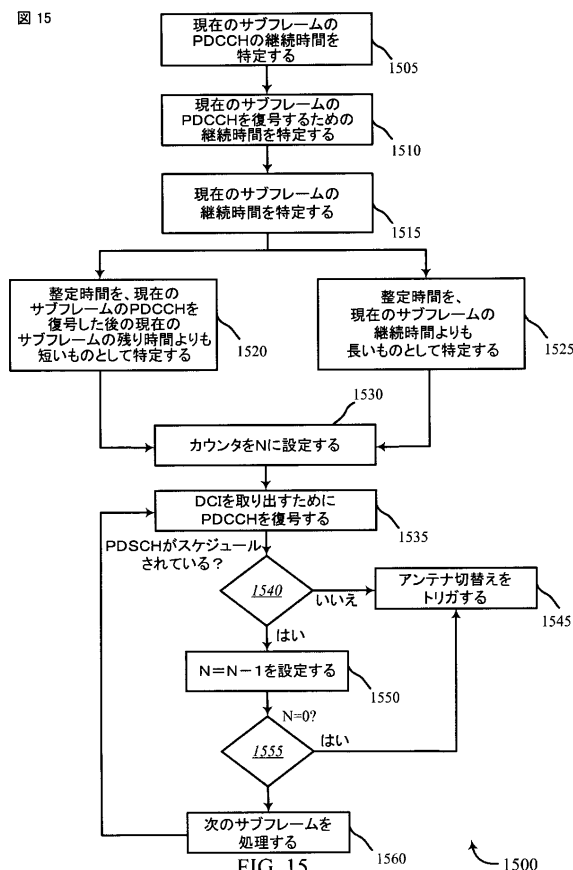 図 15
現在のサブフレームの
PDCCHの継続時間を
特定する
1505
現在のサブフレームの
PDCCHを復号するための
継続時間を特定する
1510
現在のサブフレームの
継続時間を特定する
1515
整定時間を、現在の
サブフレームのPDCCHを
復号した後の現在の
サブフレームの残り時間よりも
短いものとして特定する
1520
整定時間を、
現在のサブフレームの
継続時間よりも
長いものとして特定する
1525
1530
カウンタをNに設定する
DCIを取り出すために
PDCCHを復号する
1535
PDSCHがスケジュール
されている?
1540
いいえ
アンテナ切替えを
トリガする
1545
はい
N=N-1を設定する
1550
N=0?
1555
はい
次のサブフレームを
処理する
1560
FIG. 15
1500